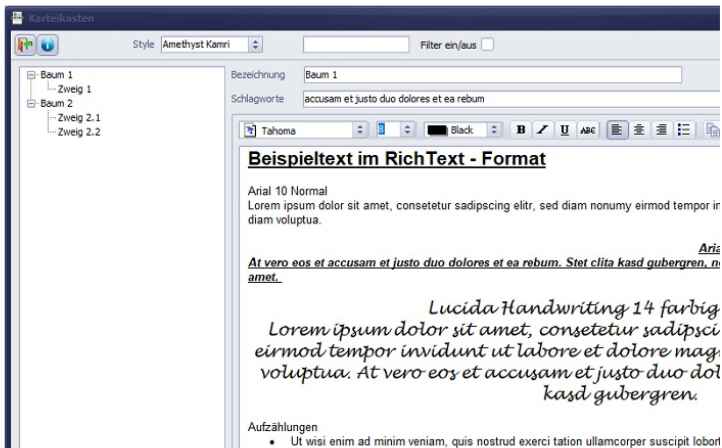 Karteikasten
Style Amethyst Kamri Filter ein/aus
Baum 1
Zweig 1
Baum 2
Zweig 2.1
Zweig 2.2
Bezeichnung Baum 1
Schlagworte accusam et justo duo dolores et ea rebum
Tahoma 8 Black B I U ABC
Beispieltext im RichText - Format
Arial 10 Normal
Lorem ipsum dolor sit amet, consetetur sadipscing elitr, sed diam nonumy eirmod tempor in
diam voluptua.
Aria
At vero eos et accusam et justo duo dolores et ea rebum. Stet clita kasd gubergren, no
amet.
Lucida Handwriting 14 farbig
Lorem ipsum dolor sit amet, consetetur sadipsci
eirmod tempor invidunt ut labore et dolore mag
voluptua. At vero eos et accusam et justo duo dol
kasd gubergren.
Aufzählungen
• Ut wisi enim ad minim veniam, quis nostrud exerci tation ullamcorper suscipit lobort